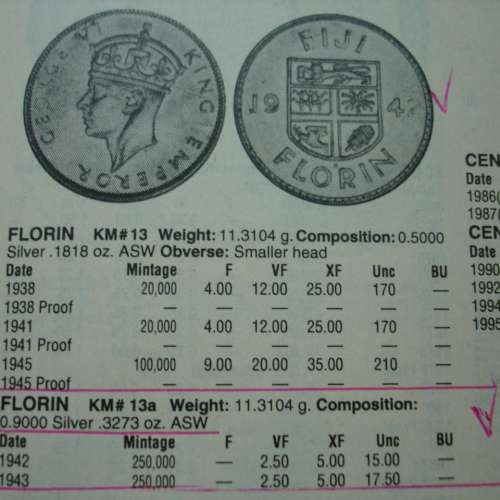 GEORGE VI KING EMPEROR
FIJI
19 42
FLORIN
FLORIN KM# 13 Weight: 11.3104 g. Composition: 0.5000
Silver .1818 oz. ASW Obverse: Smaller head
Date Mintage F VF XF Unc BU
1938 20,000 4.00 12.00 25.00 170 —
1938 Proof — — — — — —
1941 20,000 4.00 12.00 25.00 170 —
1941 Proof — — — — — —
1945 100,000 9.00 20.00 35.00 210 —
1945 Proof — — — — — —
FLORIN KM# 13a Weight: 11.3104 g. Composition:
0.9000 Silver .3273 oz. ASW
Date Mintage F VF XF Unc BU
1942 250,000 — 2.50 5.00 15.00 —
1943 250,000 — 2.50 5.00 17.50 —
CEN
Date
1986(
1987(
CEN
Date
1990
1992
1994
1995